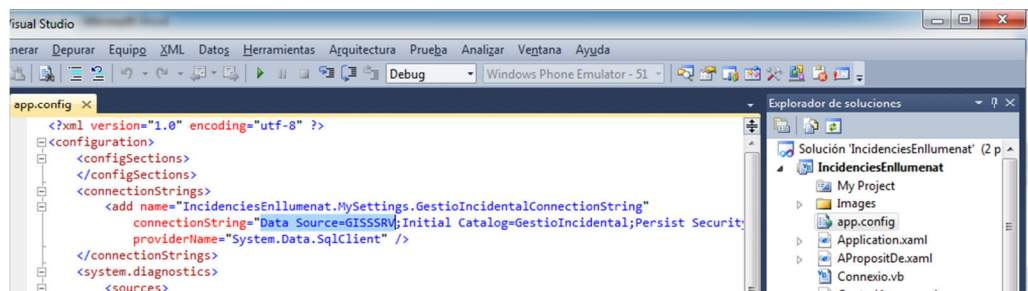 Visual Studio
Depurar Equipo XML Datos Herramientas Arquitectura Prueba Analizar Ventana Ayuda
Debug Windows Phone Emulator - 51
app.config
<?xml version="1.0" encoding="utf-8" ?>
<configuration>
<configSections>
</configSections>
<connectionStrings>
<add name="IncidenciesEnllumenat.MySettings.GestioIncidentalConnectionString"
connectionString="Data Source=GISSSRV;Initial Catalog=GestioIncidental;Persist Securit
providerName="System.Data.SqlClient" />
</connectionStrings>
<system.diagnostics>
<sources>
Explorador de soluciones
Solución 'IncidenciesEnllumenat' (2 p
IncidenciesEnllumenat
My Project
Images
app.config
Application.xaml
APropositDe.xaml
Connexio.vb